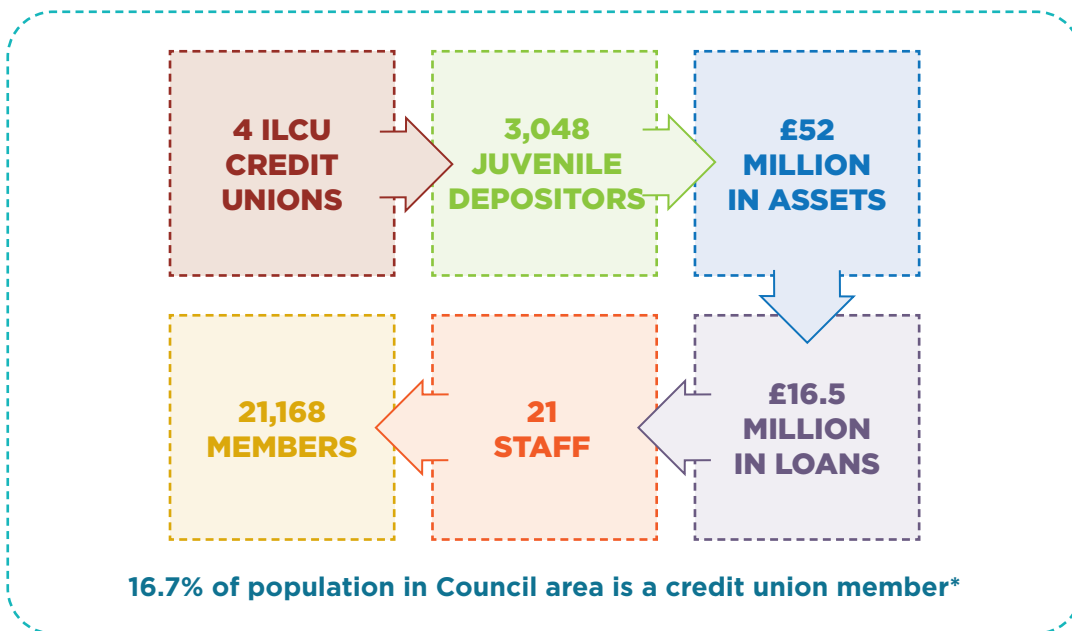 4 ILCU
CREDIT
UNIONS
3,048
JUVENILE
DEPOSITORS
£52
MILLION
IN ASSETS
£16.5
MILLION
IN LOANS
21
STAFF
21,168
MEMBERS
16.7% of population in Council area is a credit union member*